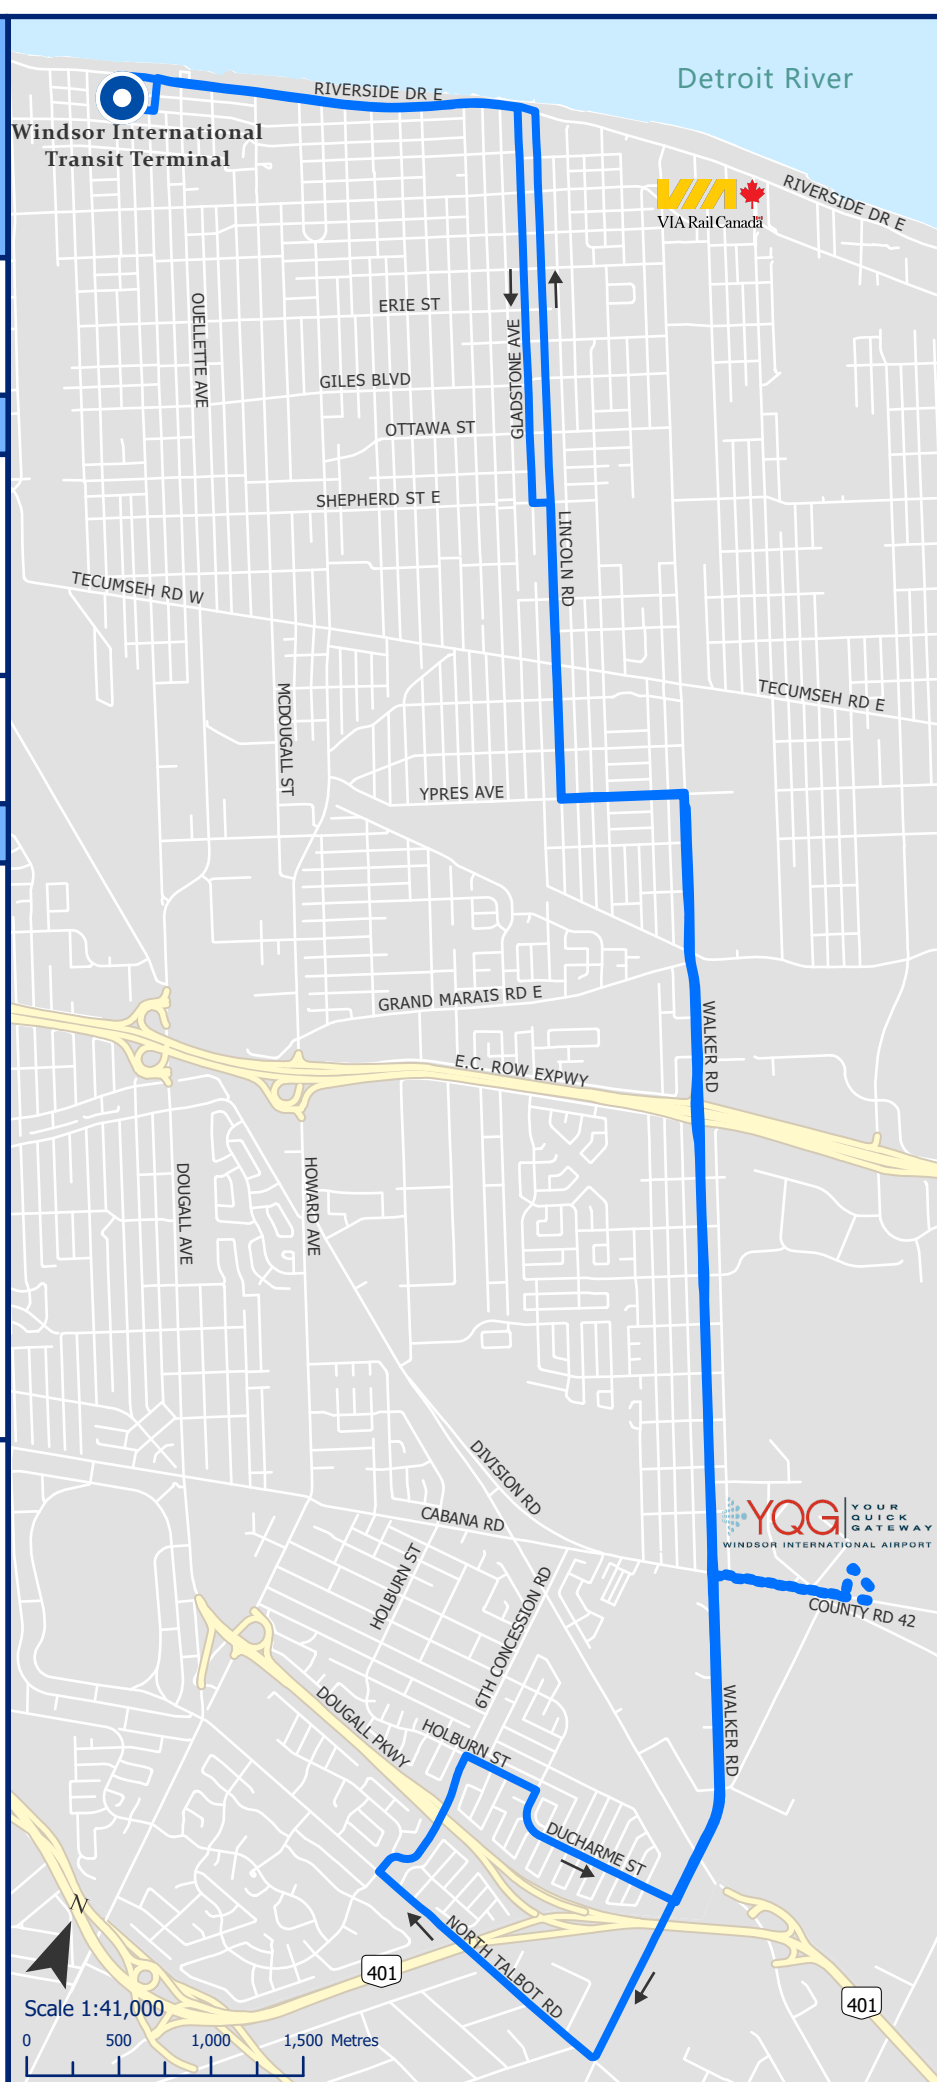 Detroit River
RIVERSIDE DR E
Windsor International
Transit Terminal
RIVERSIDE DR E
VIA
VIA Rail Canada
OUELLETTE AVE
ERIE ST
GLADSTONE AVE
GILES BLVD
OTTAWA ST
SHEPHERD ST E
LINCOLN RD
TECUMSEH RD W
TECUMSEH RD E
MCDOUGALL ST
YPRES AVE
GRAND MARAIS RD E
WALKER RD
E.C. ROW EXPWY
DOUGALL AVE
HOWARD AVE
DIVISION RD
CABANA RD
YQG
YOUR
QUICK
GATEWAY
WINDSOR INTERNATIONAL AIRPORT
HOLBURN ST
6TH CONCESSION RD
COUNTY RD 42
DOUGALL PKWY
WALKER RD
HOLBURN ST
DUCHARME ST
NORTH TALBOT RD
N
401
401
Scale 1:41,000
0 500 1,000 1,500 Metres